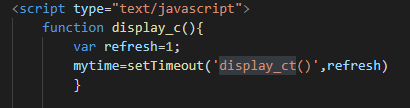 <script type="text/javascript">
function display_c(){
var refresh=1;
mytime=setTimeout('display_ct()',refresh)
}